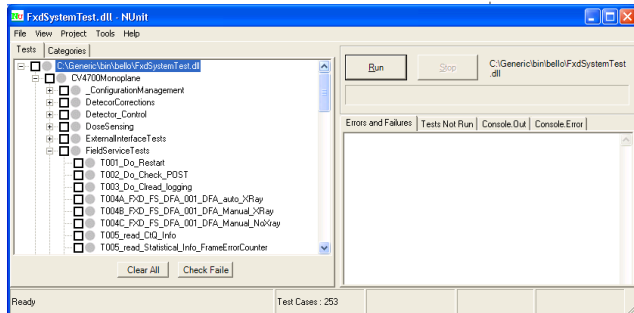 FxdSystemTest.dll - NUnit
File View Project Tools Help
Tests Categories
C:\Generic\bin\bello\FxdSystemTest.dll
CV4700Monoplane
_ConfigurationManagement
DetecorCorrections
Detector_Control
DoseSensing
ExternalInterfaceTests
FieldServiceTests
T001_Do_Restart
T002_Do_Check_POST
T003_Do_Clread_logging
T004A_FXD_FS_DFA_001_DFA_auto_XRay
T004B_FXD_FS_DFA_001_DFA_Manual_XRay
T004C_FXD_FS_DFA_001_DFA_Manual_NoXray
T005_read_CtQ_Info
T005_read_Statistical_Info_FrameErrorCounter
Clear All Check Faile
Run Stop C:\Generic\bin\bello\FxdSystemTest
.dll
Errors and Failures Tests Not Run Console.Out Console.Error
Ready Test Cases : 253